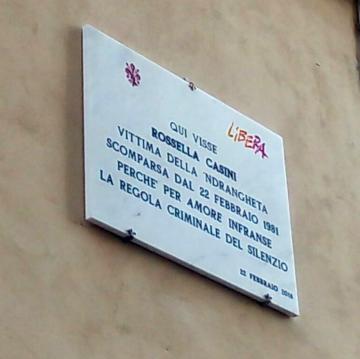 LiBERA
QUI VISSE
ROSSELLA CASINI
VITTIMA DELLA 'NDRANGHETA
SCOMPARSA DAL 22 FEBBRAIO 1981
PERCHE' PER AMORE INFRANSE
LA REGOLA CRIMINALE DEL SILENZIO
22 FEBBRAIO 2016